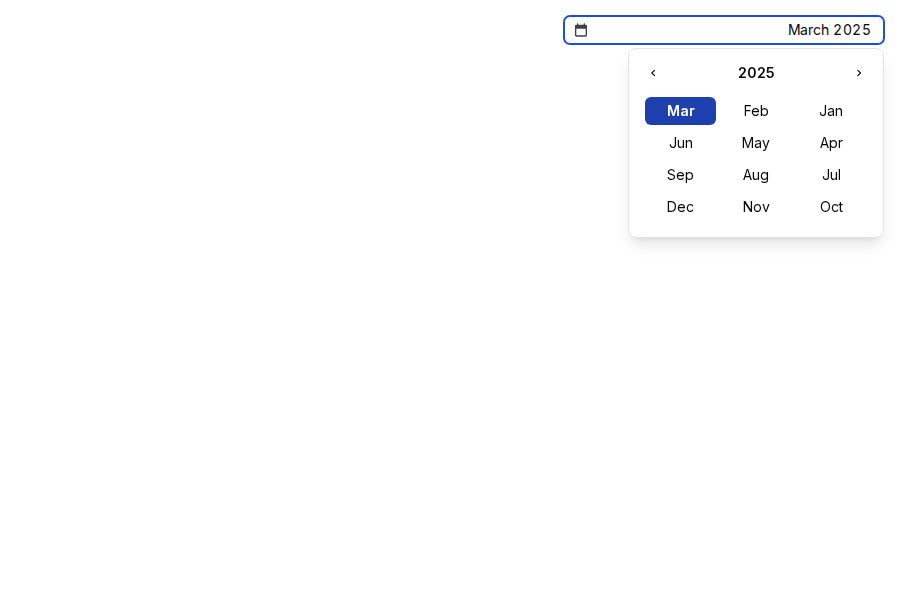 March 2025
‹ 2025 ›
Mar Feb Jan
Jun May Apr
Sep Aug Jul
Dec Nov Oct